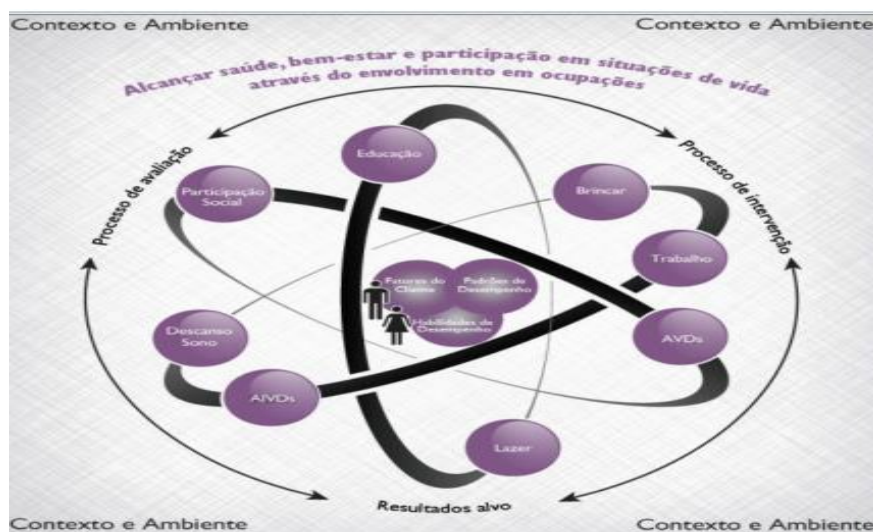 Contexto e Ambiente
Contexto e Ambiente
Alcançar saúde, bem-estar e participação em situações de vida
através do envolvimento em ocupações
Processo de avaliação
Processo de intervenção
Educação
Participação
Social
Brincar
Trabalho
Fatores do
Cliente
Padrões de
Desempenho
Habilidades de
Desempenho
Descanso
Sono
AVDs
AIVDs
Lazer
Resultados alvo
Contexto e Ambiente
Contexto e Ambiente